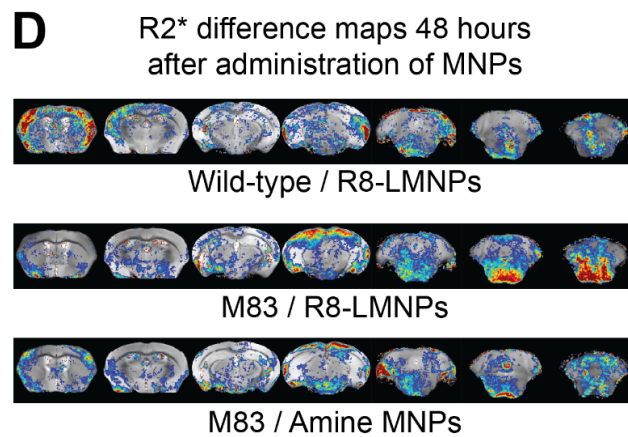 D
R2* difference maps 48 hours
after administration of MNPs
Wild-type / R8-LMNPs
M83 / R8-LMNPs
M83 / Amine MNPs